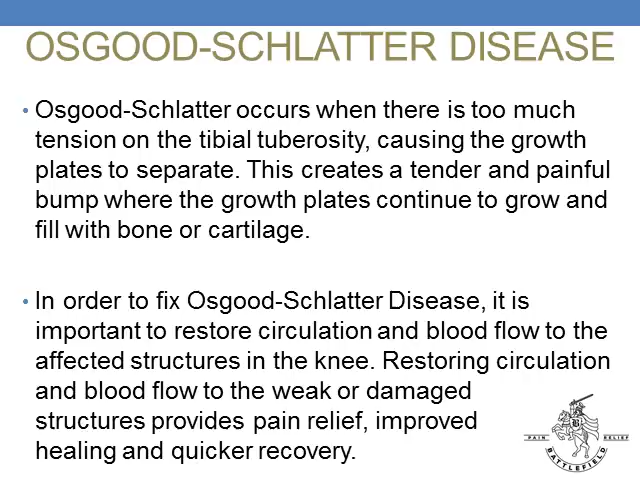 OSGOOD-SCHLATTER DISEASE
• Osgood-Schlatter occurs when there is too much
tension on the tibial tuberosity, causing the growth
plates to separate. This creates a tender and painful
bump where the growth plates continue to grow and
fill with bone or cartilage.
• In order to fix Osgood-Schlatter Disease, it is
important to restore circulation and blood flow to the
affected structures in the knee. Restoring circulation
and blood flow to the weak or damaged
structures provides pain relief, improved
healing and quicker recovery.
B
PAIN RELIEF
BATTLEFIELD